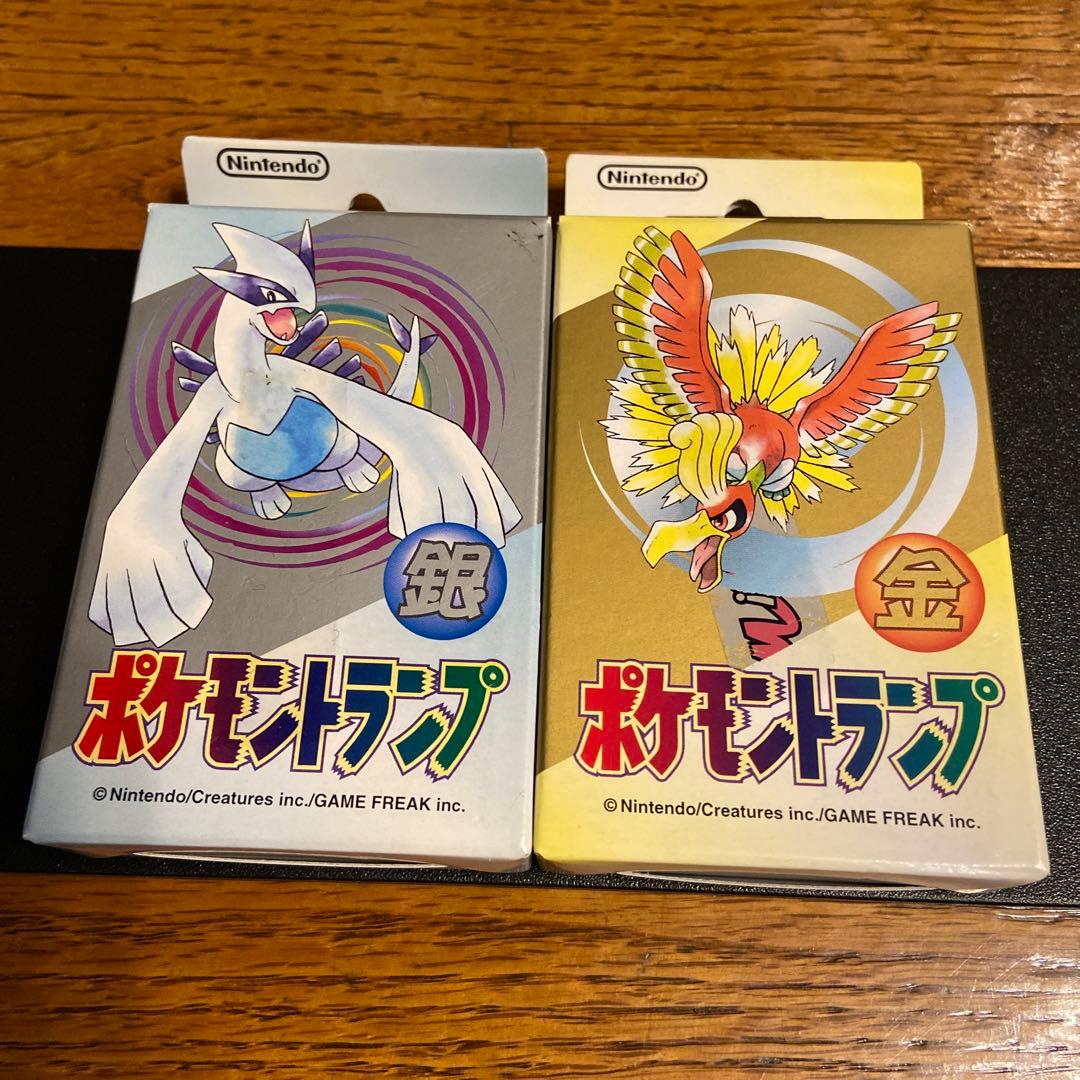 Nintendo®
銀
ポケモントランプ
©Nintendo/Creatures inc./GAME FREAK inc.
Nintendo®
金
ポケモントランプ
©Nintendo/Creatures inc./GAME FREAK inc.